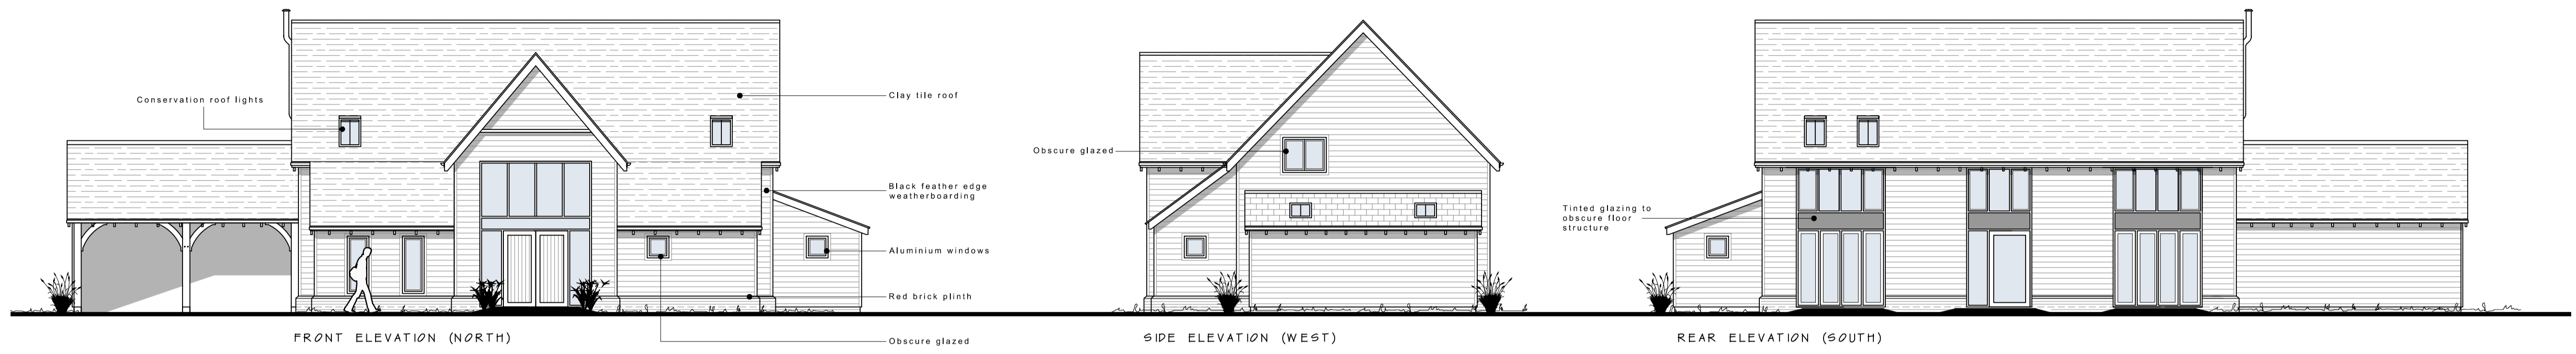 Conservation roof lights
Clay tile roof
Black feather edge
weatherboarding
Aluminium windows
Red brick plinth
Obscure glazed
FRONT ELEVATION (NORTH)
Obscure glazed
SIDE ELEVATION (WEST)
Tinted glazing to
obscure floor
structure
REAR ELEVATION (SOUTH)